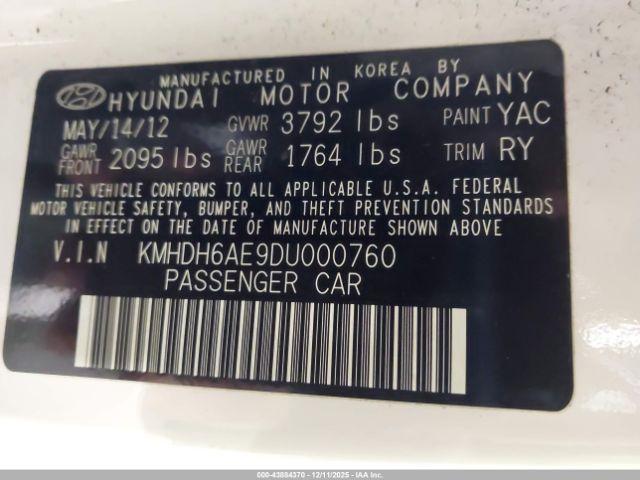 MANUFACTURED IN KOREA BY
HYUNDAI MOTOR COMPANY
MAY/14/12 GVWR 3792 lbs PAINT YAC
GAWR FRONT 2095 lbs GAWR REAR 1764 lbs TRIM RY
THIS VEHICLE CONFORMS TO ALL APPLICABLE U.S.A. FEDERAL
MOTOR VEHICLE SAFETY, BUMPER, AND THEFT PREVENTION STANDARDS
IN EFFECT ON THE DATE OF MANUFACTURE SHOWN ABOVE
V.I.N KMHDH6AE9DU000760
PASSENGER CAR
000-43884370 - 12/11/2025 - IAAI.CA